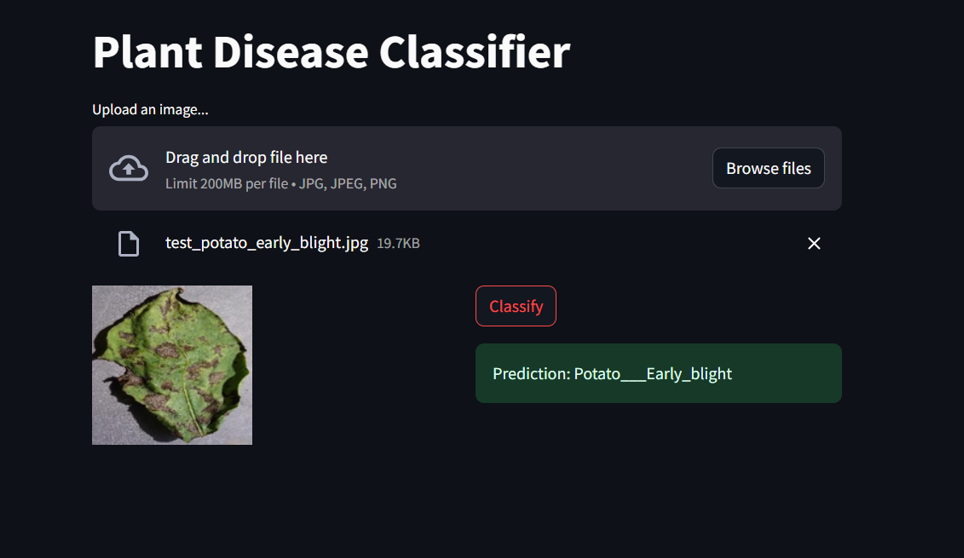 Plant Disease Classifier
Upload an image...
Drag and drop file here
Limit 200MB per file • JPG, JPEG, PNG
Browse files
test_potato_early_blight.jpg 19.7KB
Classify
Prediction: Potato___Early_blight